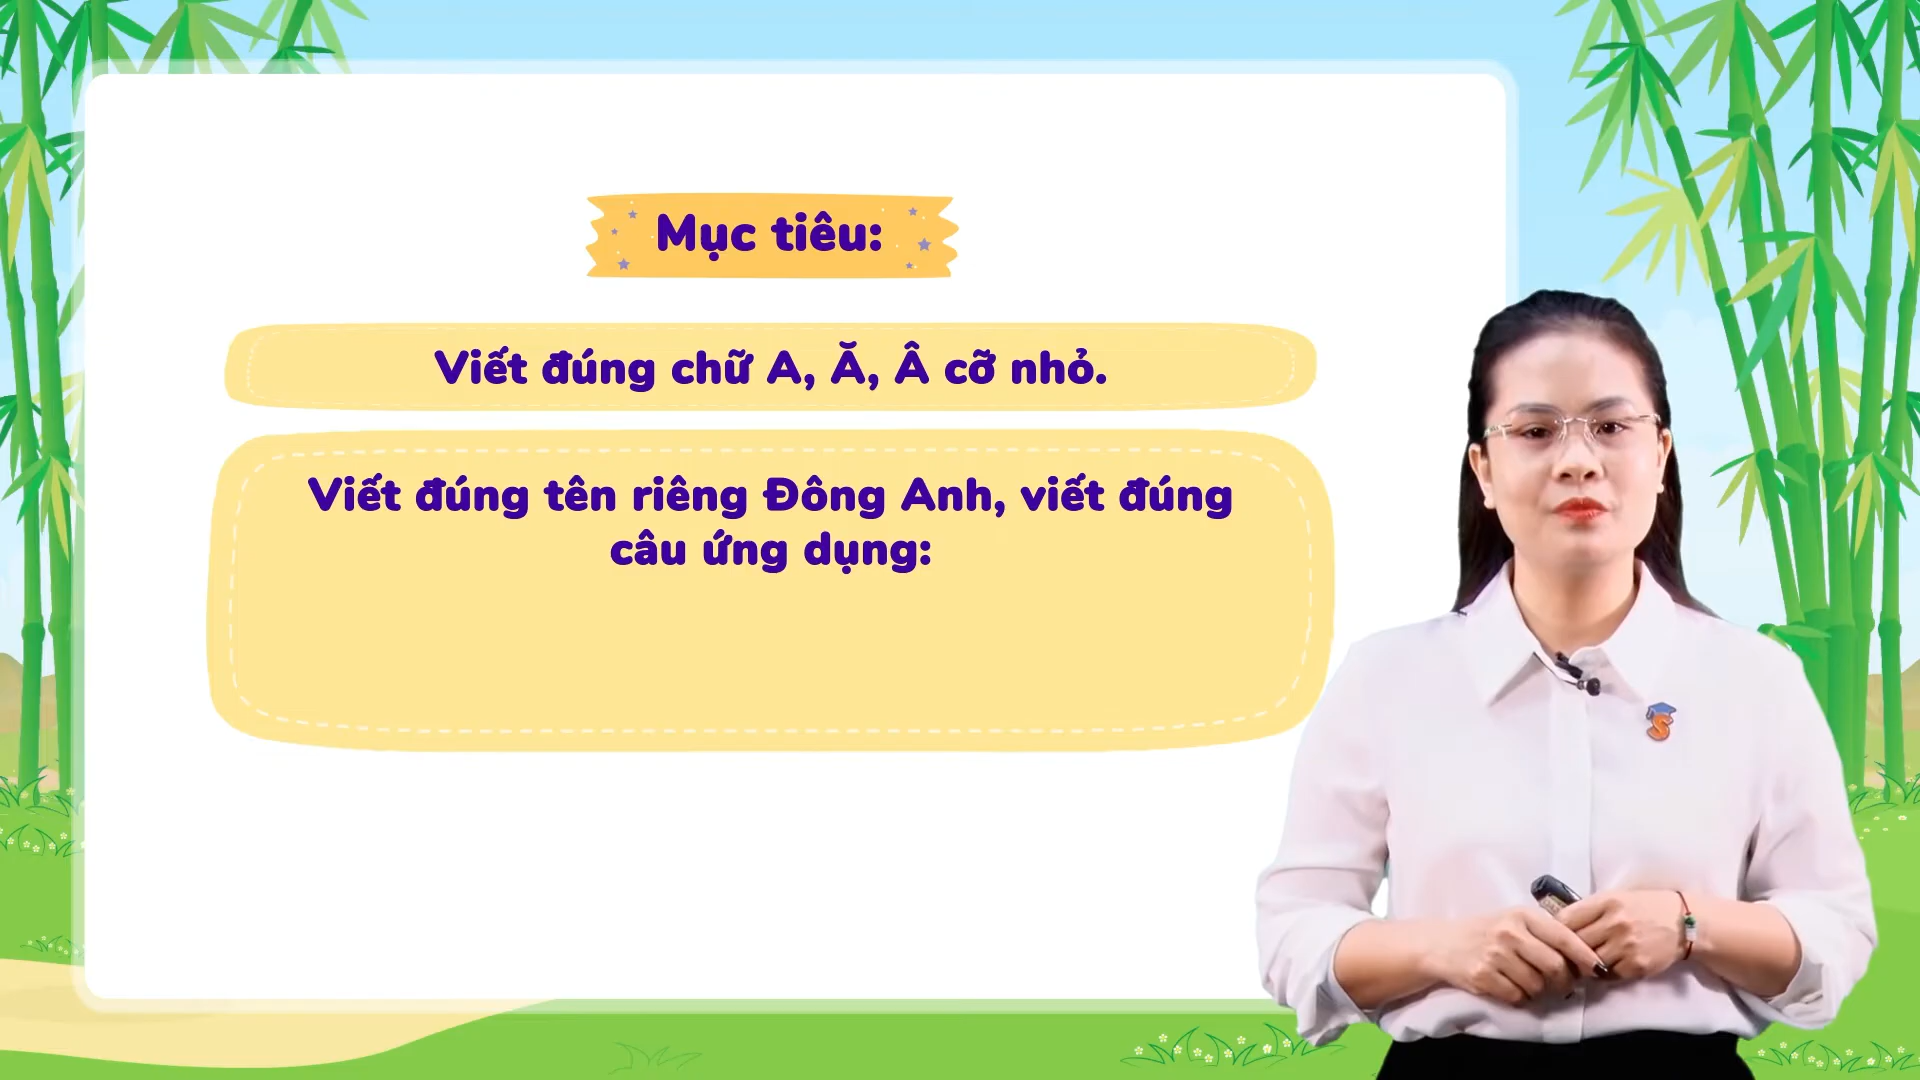 Mục tiêu:
Viết đúng chữ A, Ă, Â cỡ nhỏ.
Viết đúng tên riêng Đông Anh, viết đúng
câu ứng dụng: